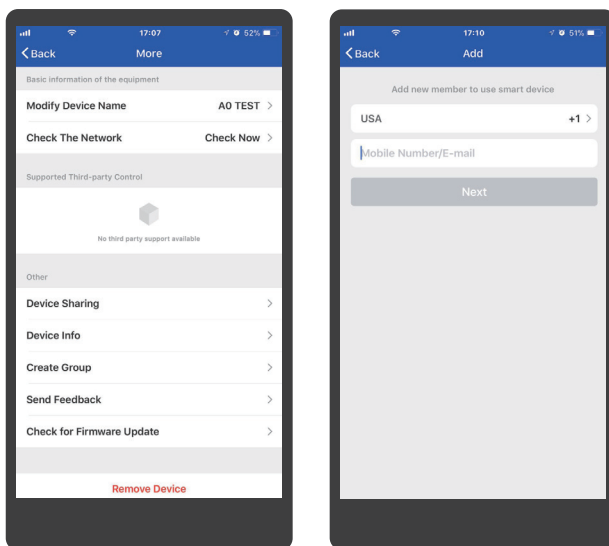 17:07
52%
Back
More
Basic information of the equipment
Modify Device Name A0 TEST
Check The Network Check Now
Supported Third-party Control
No third party support available
Other
Device Sharing
Device Info
Create Group
Send Feedback
Check for Firmware Update
Remove Device
17:10
51%
Back
Add
Add new member to use smart device
USA +1
Mobile Number/E-mail
Next